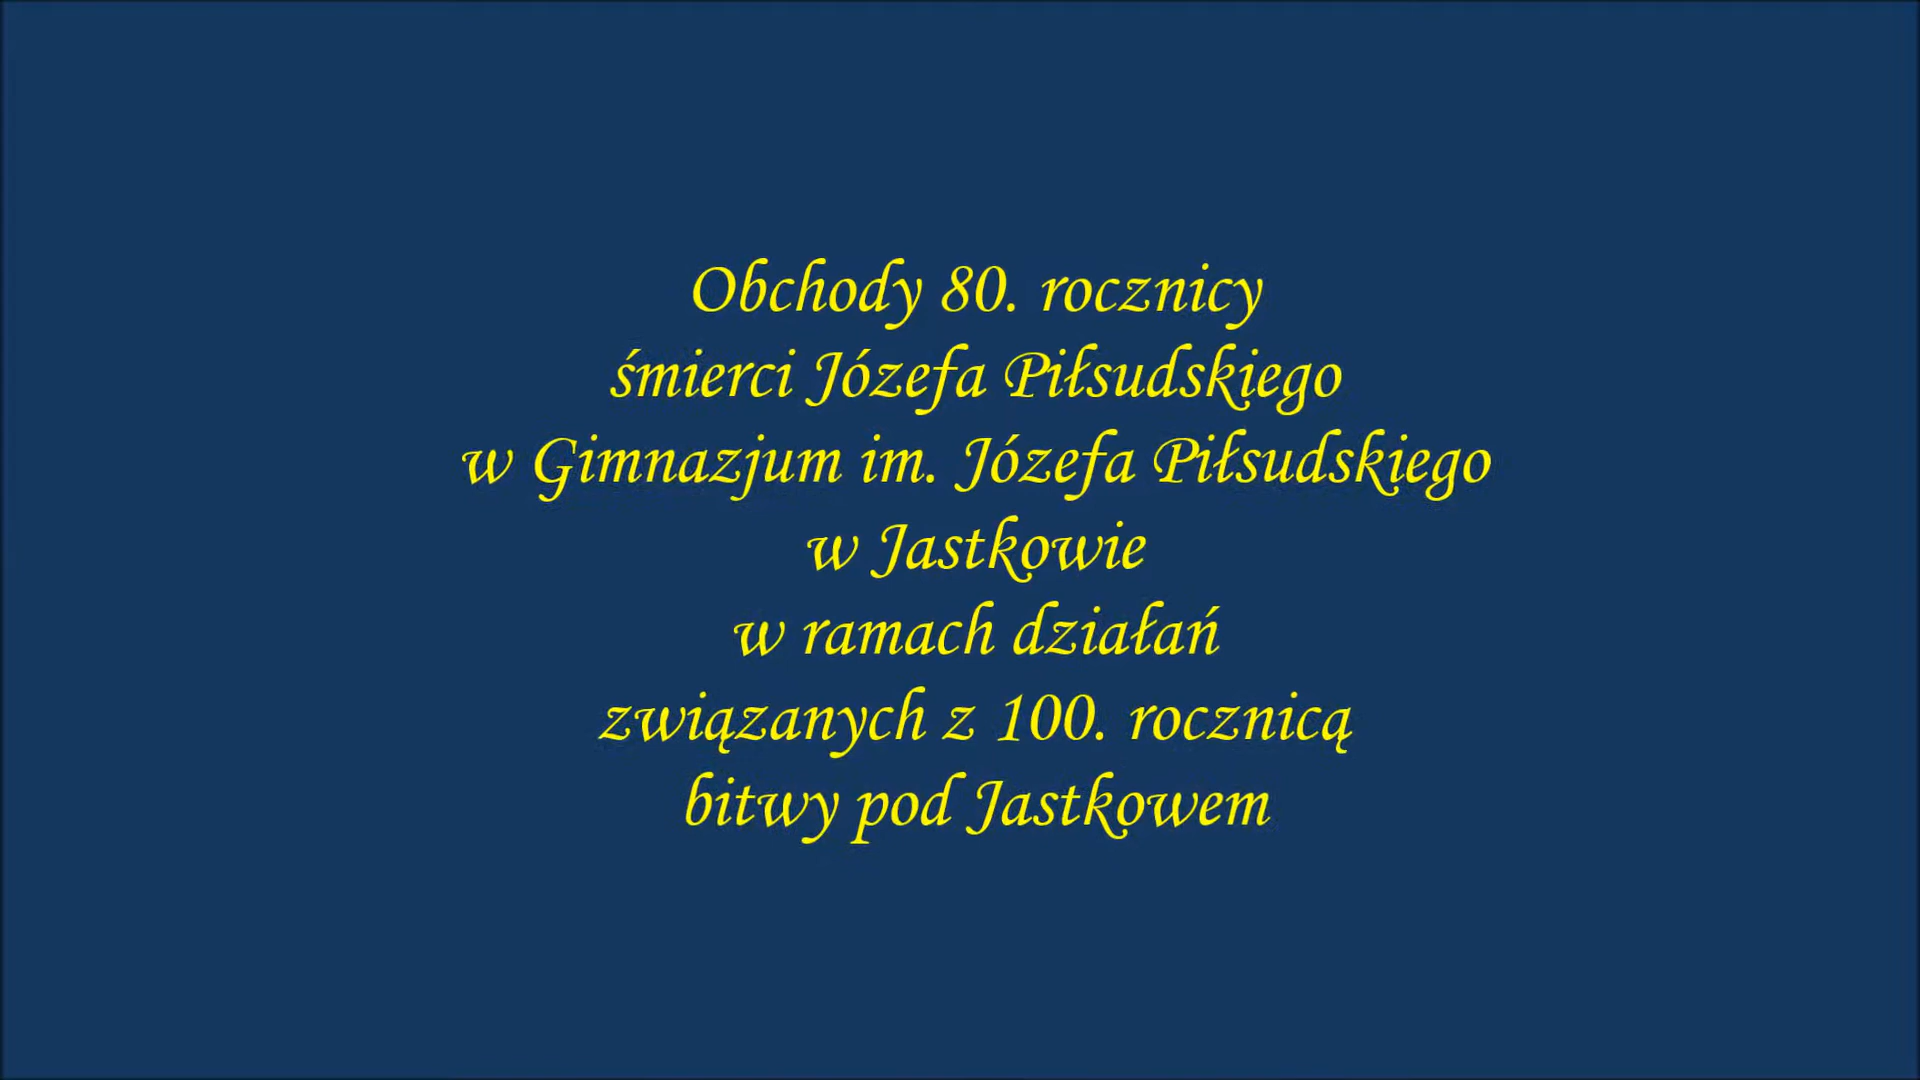 Obchody 80. rocznicy
śmierci Józefa Piłsudskiego
w Gimnazjum im. Józefa Piłsudskiego
w Jastkowie
w ramach działań
związanych z 100. rocznicą
bitwy pod Jastkowem